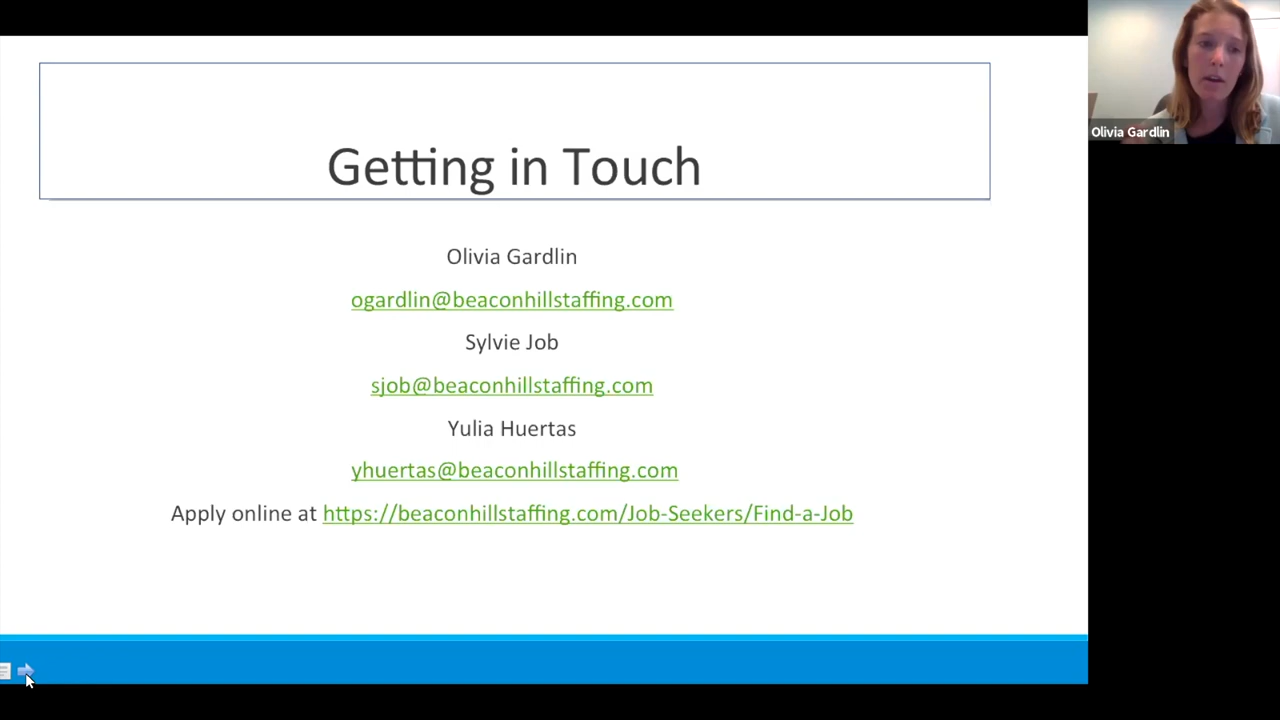 Getting in Touch
Olivia Gardlin
Olivia Gardlin
ogardlin@beaconhillstaffing.com
Sylvie Job
sjob@beaconhillstaffing.com
Yulia Huertas
yhuertas@beaconhillstaffing.com
Apply online at https://beaconhillstaffing.com/Job-Seekers/Find-a-Job